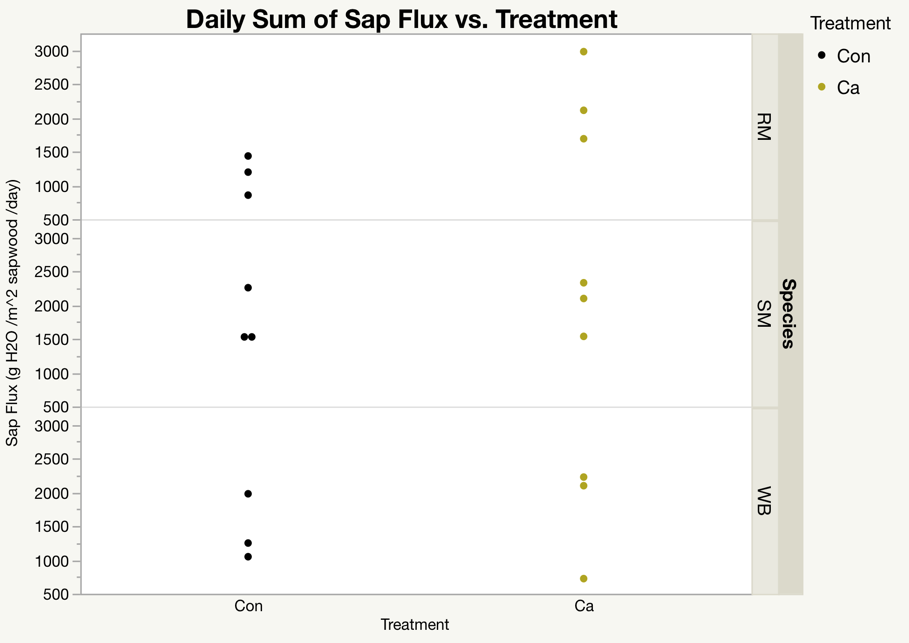 Daily Sum of Sap Flux vs. Treatment
Treatment
Con
Ca
Sap Flux (g H2O /m^2 sapwood /day)
3000
2500
2000
1500
1000
500
RM
3000
2500
2000
1500
1000
500
SM
Species
3000
2500
2000
1500
1000
500
WB
Con
Ca
Treatment